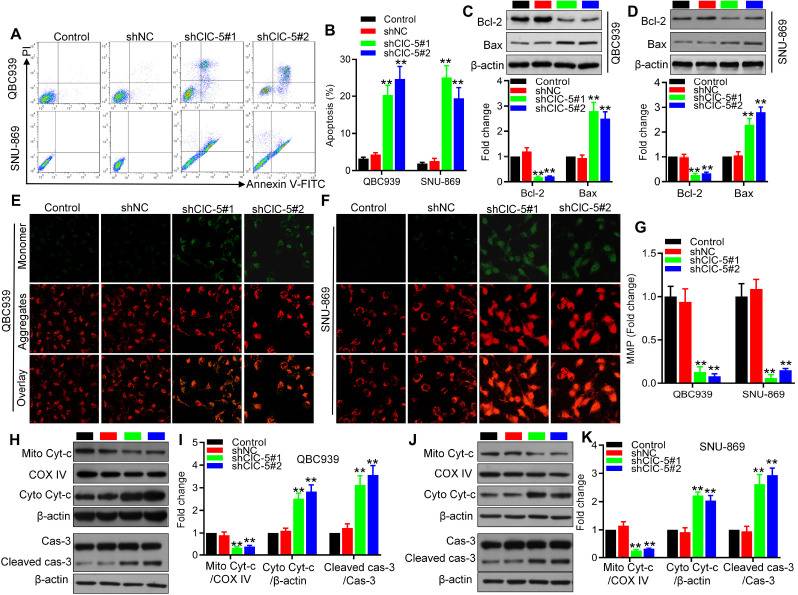 A
Control
shNC
shClC-5#1
shClC-5#2
PI
QBC939
SNU-869
Annexin V-FITC
B
Control
shNC
shClC-5#1
shClC-5#2
Apoptosis (%)
40
30
20
10
0
** **
** **
QBC939
SNU-869
C
Bcl-2
Bax
β-actin
QBC939
Control
shNC
shClC-5#1
shClC-5#2
Fold change
4
3
2
1
0
** **
** **
Bcl-2
Bax
D
Bcl-2
Bax
β-actin
SNU-869
Control
shNC
shClC-5#1
shClC-5#2
Fold change
4
3
2
1
0
** **
** **
Bcl-2
Bax
E
Control
shNC
shClC-5#1
shClC-5#2
QBC939
Monomer
Aggregates
Overlay
F
Control
shNC
shClC-5#1
shClC-5#2
SNU-869
G
Control
shNC
shClC-5#1
shClC-5#2
MMP (Fold change)
1.5
1.0
0.5
0.0
** **
** **
QBC939
SNU-869
H
Mito Cyt-c
COX IV
Cyto Cyt-c
β-actin
Cas-3
Cleaved cas-3
β-actin
I
Control
shNC
shClC-5#1
shClC-5#2
QBC939
Fold change
4
3
2
1
0
** **
** **
** **
Mito Cyt-c
/COX IV
Cyto Cyt-c
/β-actin
Cleaved cas-3
/Cas-3
J
Mito Cyt-c
COX IV
Cyto Cyt-c
β-actin
Cas-3
Cleaved cas-3
β-actin
K
Control
shNC
shClC-5#1
shClC-5#2
SNU-869
Fold change
4
3
2
1
0
** **
** **
** **
Mito Cyt-c
/COX IV
Cyto Cyt-c
/β-actin
Cleaved cas-3
/Cas-3